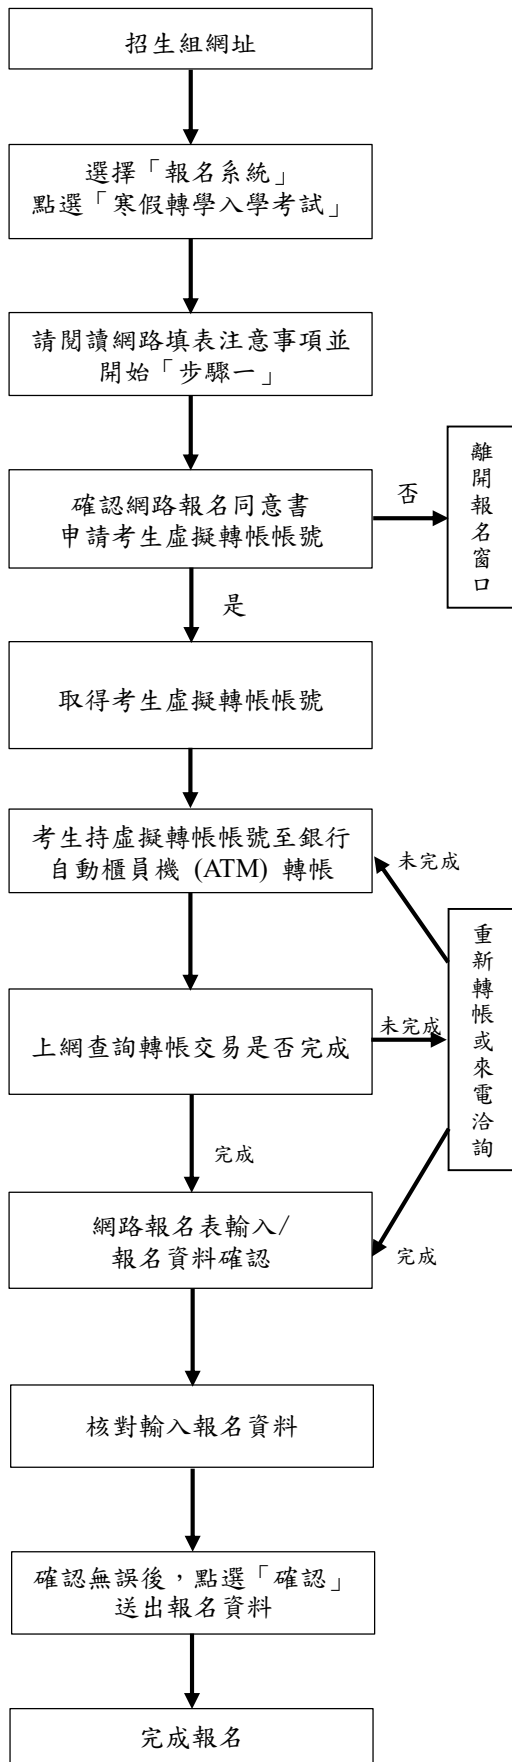 招生組網址
選擇「報名系統」
點選「寒假轉學入學考試」
請閱讀網路填表注意事項並
開始「步驟一」
確認網路報名同意書
申請考生虛擬轉帳帳號
否
離開報名窗口
是
取得考生虛擬轉帳帳號
考生持虛擬轉帳帳號至銀行
自動櫃員機 (ATM) 轉帳
未完成
重新轉帳或來電洽詢
上網查詢轉帳交易是否完成
未完成
完成
網路報名表輸入/
報名資料確認
完成
核對輸入報名資料
確認無誤後，點選「確認」
送出報名資料
完成報名